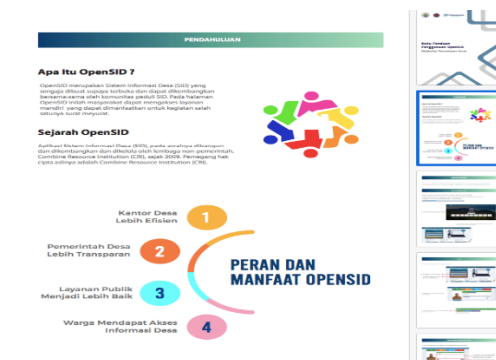 PENDAHULUAN
Apa Itu OpenSID ?
OpenSID merupakan Sistem Informasi Desa (SID) yang
sengaja dibuat supaya terbuka dan dapat dikembangkan
bersama-sama oleh komunitas peduli SID. Pada halaman
OpenSID inilah masyarakat dapat mengakses layanan
mandiri yang dapat dimanfaatkan untuk kegiatan salah
satunya surat menyurat.
Sejarah OpenSID
Aplikasi Sistem Informasi Desa (SID), pada awalnya dibangun
dan dikembangkan dan dikelola oleh lembaga non-pemerintah,
Combine Resource Institution (CRI), sejak 2009. Pemegang hak
cipta adalah Combine Resource Institution (CRI).
Kantor Desa
Lebih Efisien
1
Pemerintah Desa
Lebih Transparan
2
Layanan Publik
Menjadi Lebih Baik
3
Warga Mendapat Akses
Informasi Desa
4
PERAN DAN
MANFAAT OPENSID
Buku Panduan
Penggunaan OpenSID